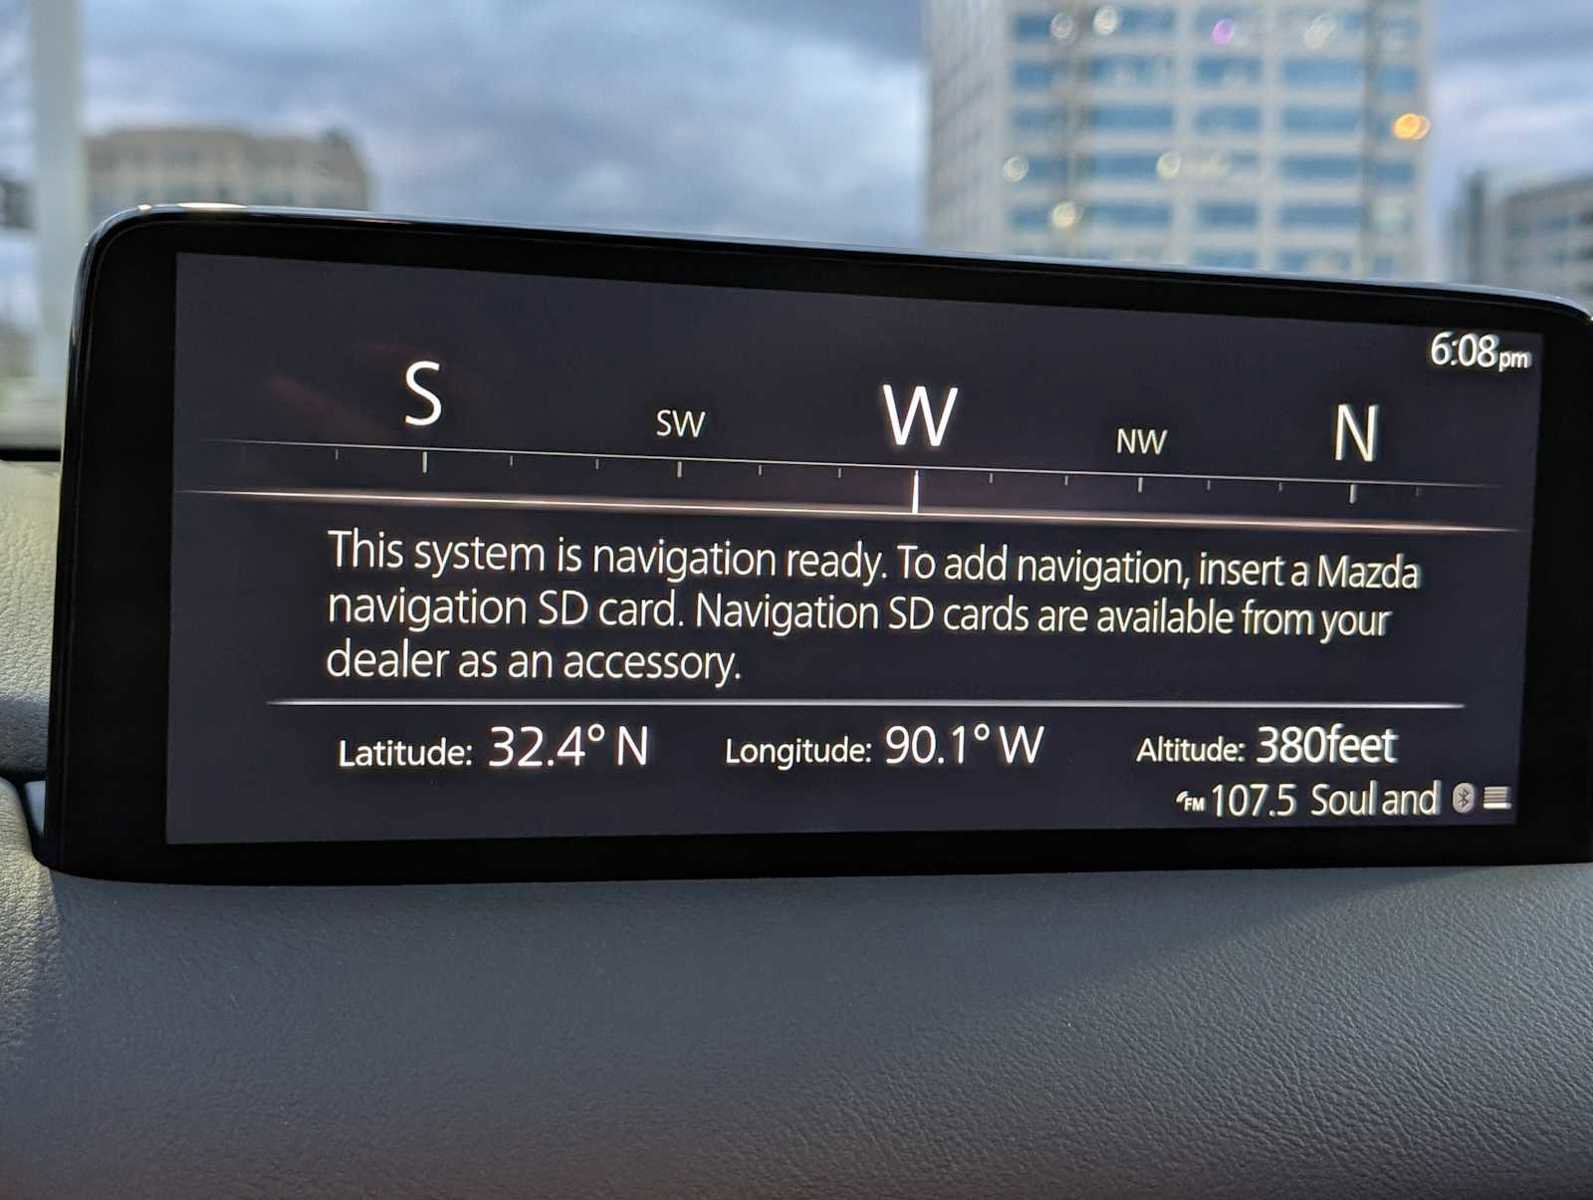 6:08pm
S SW W NW N
This system is navigation ready. To add navigation, insert a Mazda
navigation SD card. Navigation SD cards are available from your
dealer as an accessory.
Latitude: 32.4° N Longitude: 90.1° W Altitude: 380feet
FM 107.5 Soul and